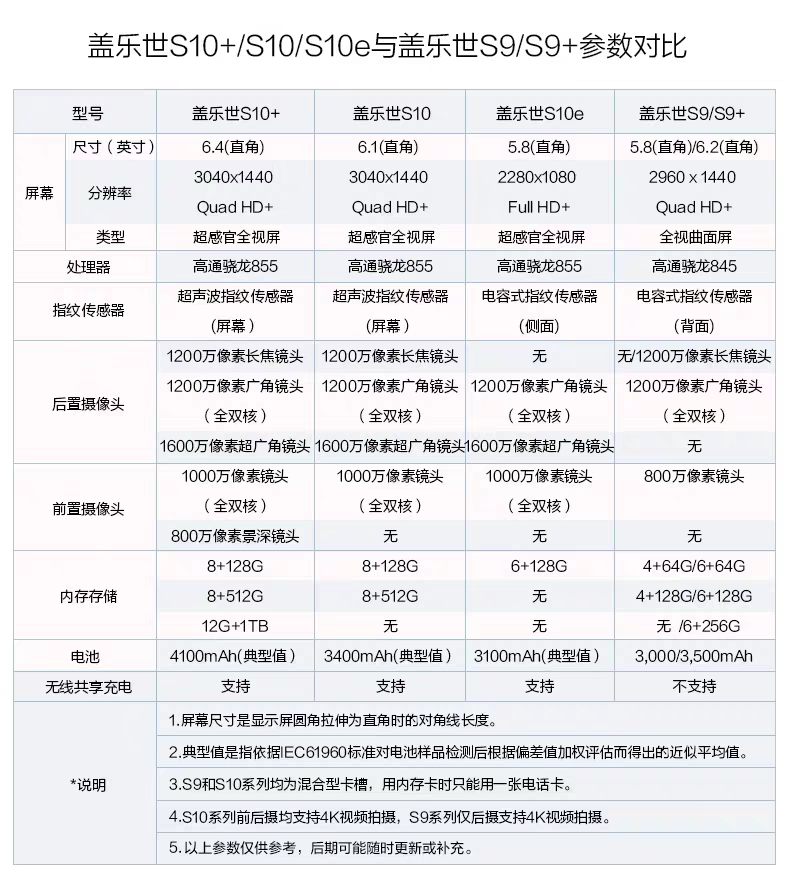 盖乐世S10+/S10/S10e与盖乐世S9/S9+参数对比
型号 盖乐世S10+ 盖乐世S10 盖乐世S10e 盖乐世S9/S9+
屏幕 尺寸（英寸） 6.4(直角) 6.1(直角) 5.8(直角) 5.8(直角)/6.2(直角)
分辨率 3040x1440 3040x1440 2280x1080 2960 x 1440
Quad HD+ Quad HD+ Full HD+ Quad HD+
类型 超感官全视屏 超感官全视屏 超感官全视屏 全视曲面屏
处理器 高通骁龙855 高通骁龙855 高通骁龙855 高通骁龙845
指纹传感器 超声波指纹传感器 超声波指纹传感器 电容式指纹传感器 电容式指纹传感器
（屏幕） （屏幕） (侧面) (背面)
后置摄像头 1200万像素长焦镜头 1200万像素长焦镜头 无 无/1200万像素长焦镜头
1200万像素广角镜头 1200万像素广角镜头 1200万像素广角镜头 1200万像素广角镜头
（全双核） （全双核） （全双核） （全双核）
1600万像素超广角镜头 1600万像素超广角镜头 1600万像素超广角镜头 无
前置摄像头 1000万像素镜头 1000万像素镜头 1000万像素镜头 800万像素镜头
（全双核） （全双核） （全双核）
800万像素景深镜头 无 无 无
内存存储 8+128G 8+128G 6+128G 4+64G/6+64G
8+512G 8+512G 无 4+128G/6+128G
12G+1TB 无 无 无 /6+256G
电池 4100mAh(典型值） 3400mAh(典型值） 3100mAh(典型值） 3,000/3,500mAh
无线共享充电 支持 支持 支持 不支持
*说明 1.屏幕尺寸是显示屏圆角拉伸为直角时的对角线长度。
2.典型值是指依据IEC61960标准对电池样品检测后根据偏差值加权评估而得出的近似平均值。
3.S9和S10系列均为混合型卡槽，用内存卡时只能用一张电话卡。
4.S10系列前后摄均支持4K视频拍摄，S9系列仅后摄支持4K视频拍摄。
5.以上参数仅供参考，后期可能随时更新或补充。